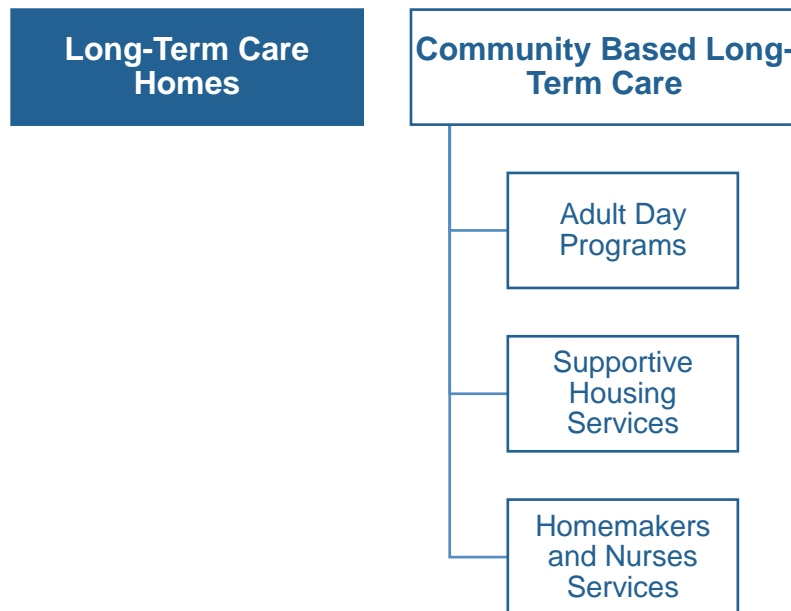 Long-Term Care
Homes
Community Based Long-
Term Care
Adult Day
Programs
Supportive
Housing
Services
Homemakers
and Nurses
Services